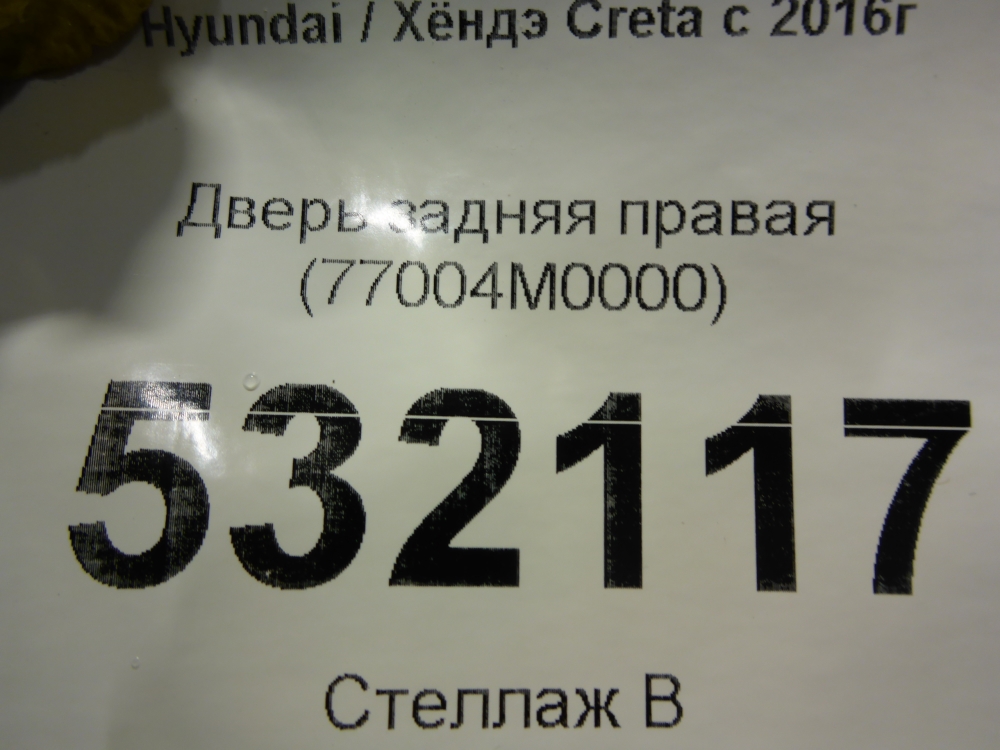 Hyundai / Хёндэ Creta с 2016г
Дверь задняя правая
(77004M0000)
532117
Стеллаж В